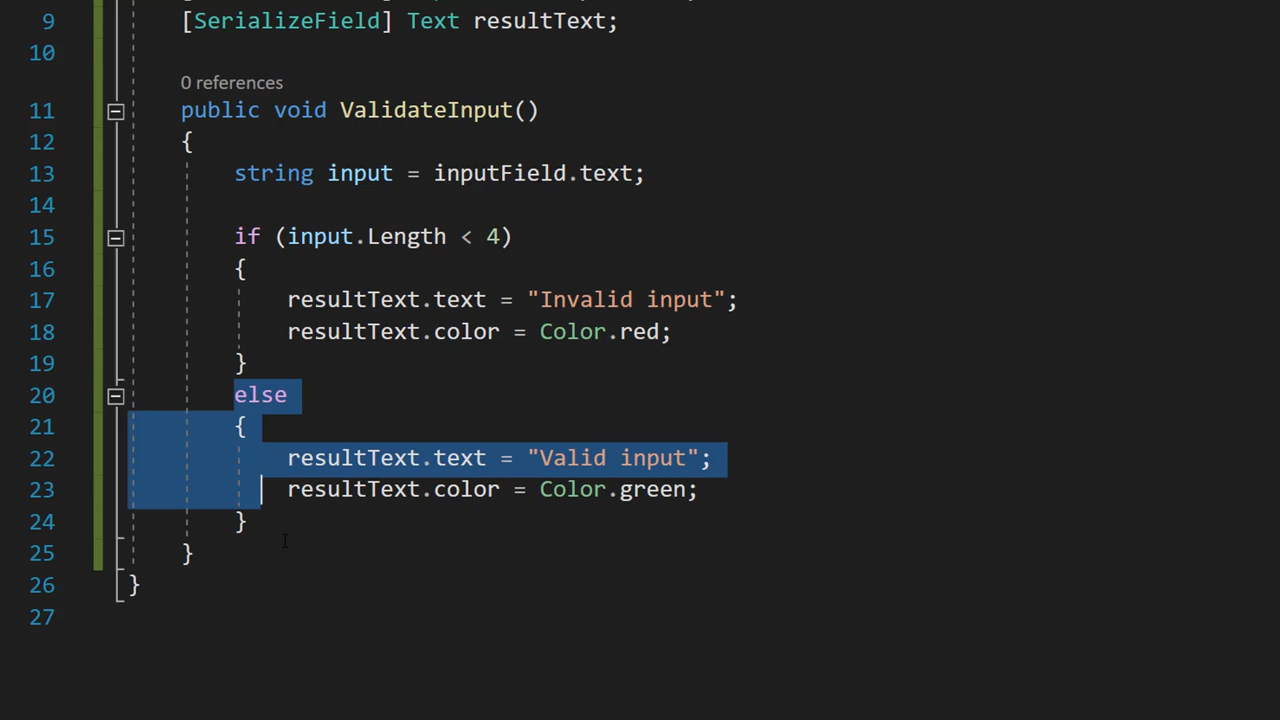 9 [SerializeField] Text resultText;
10
0 references
11 public void ValidateInput()
12 {
13 string input = inputField.text;
14
15 if (input.Length < 4)
16 {
17 resultText.text = "Invalid input";
18 resultText.color = Color.red;
19 }
20 else
21 {
22 resultText.text = "Valid input";
23 resultText.color = Color.green;
24 }
25 }
26 }
27